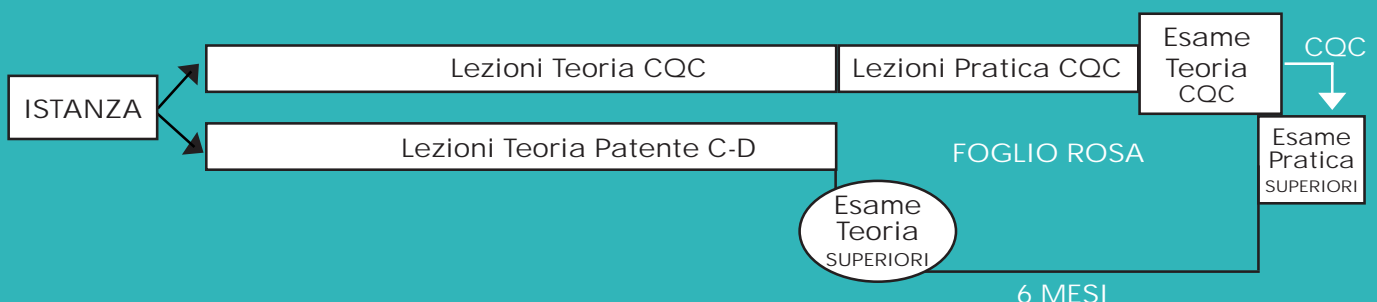 ISTANZA
Lezioni Teoria CQC
Lezioni Pratica CQC
Esame
Teoria
CQC
CQC
Lezioni Teoria Patente C-D
FOGLIO ROSA
Esame
Pratica
SUPERIORI
Esame
Teoria
SUPERIORI
6 MESI